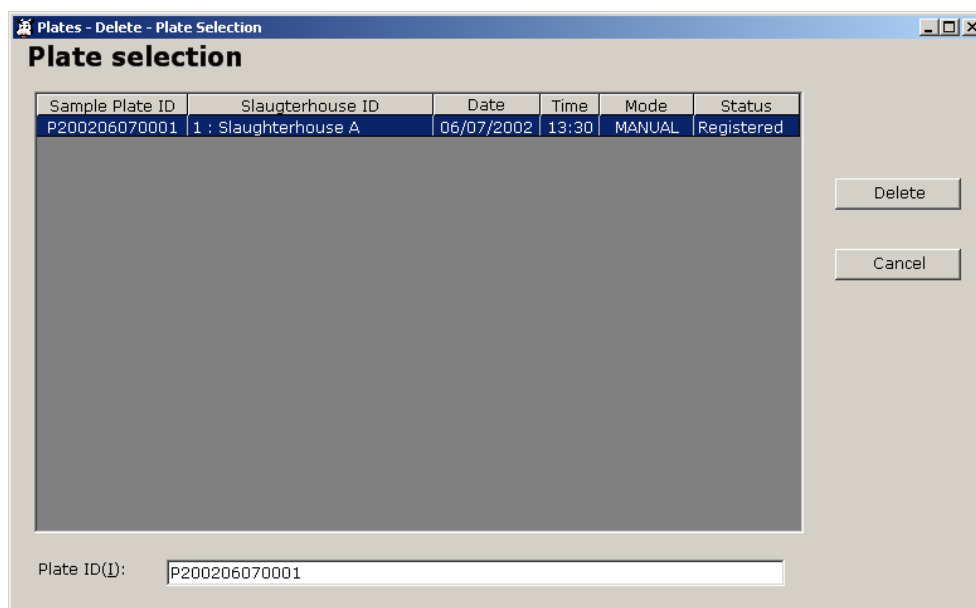 Plates - Delete - Plate Selection
Plate selection
Sample Plate ID Slaugterhouse ID Date Time Mode Status
P200206070001 1 : Slaughterhouse A 06/07/2002 13:30 MANUAL Registered
Delete
Cancel
Plate ID(I): P200206070001